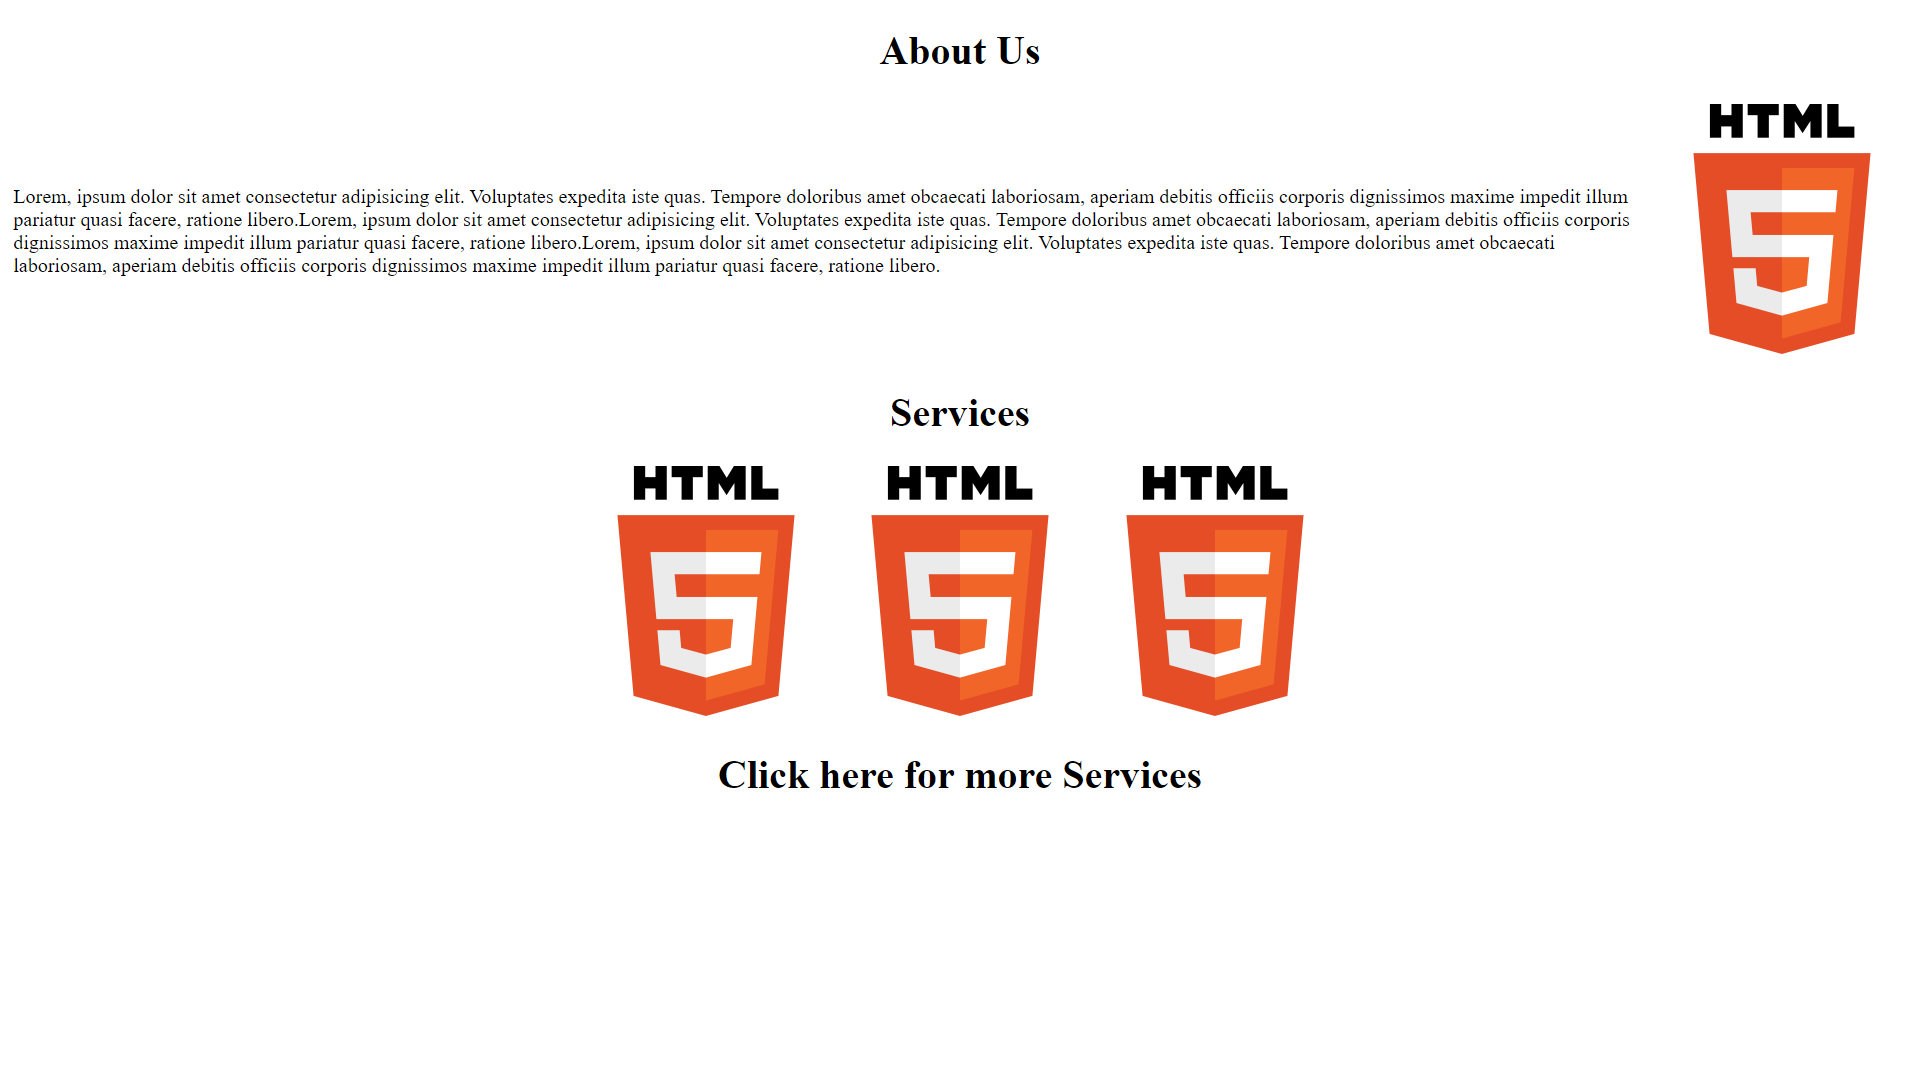 About Us
HTML
Lorem, ipsum dolor sit amet consectetur adipisicing elit. Voluptates expedita iste quas. Tempore doloribus amet obcaecati laboriosam, aperiam debitis officiis corporis dignissimos maxime impedit illum
pariatur quasi facere, ratione libero.Lorem, ipsum dolor sit amet consectetur adipisicing elit. Voluptates expedita iste quas. Tempore doloribus amet obcaecati laboriosam, aperiam debitis officiis corporis
dignissimos maxime impedit illum pariatur quasi facere, ratione libero.Lorem, ipsum dolor sit amet consectetur adipisicing elit. Voluptates expedita iste quas. Tempore doloribus amet obcaecati
laboriosam, aperiam debitis officiis corporis dignissimos maxime impedit illum pariatur quasi facere, ratione libero.
5
Services
HTML HTML HTML
5 5 5
Click here for more Services